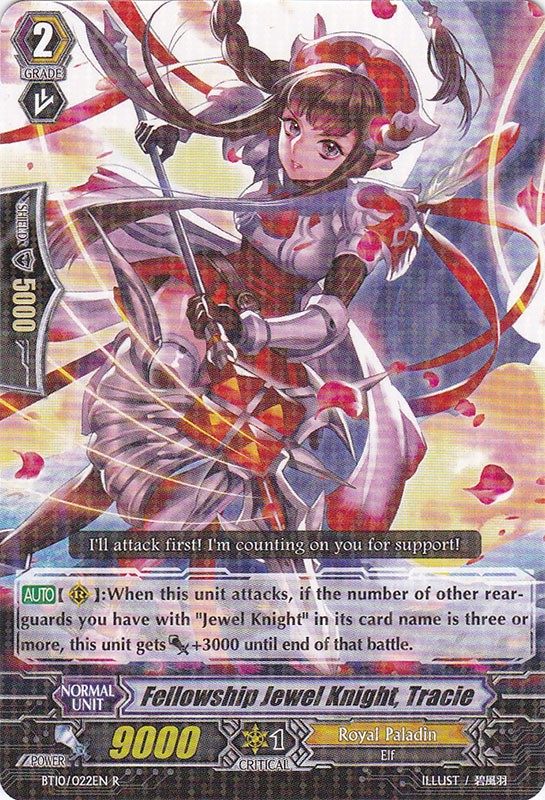 2
GRADE
SHIELD
5000
I'll attack first! I'm counting on you for support!
AUTO【 R 】:When this unit attacks, if the number of other rear-
guards you have with "Jewel Knight" in its card name is three or
more, this unit gets +3000 until end of that battle.
NORMAL
UNIT
Fellowship Jewel Knight, Tracie
POWER
9000
1
CRITICAL
Royal Paladin
Elf
BT10/022EN R
ILLUST / 碧風羽